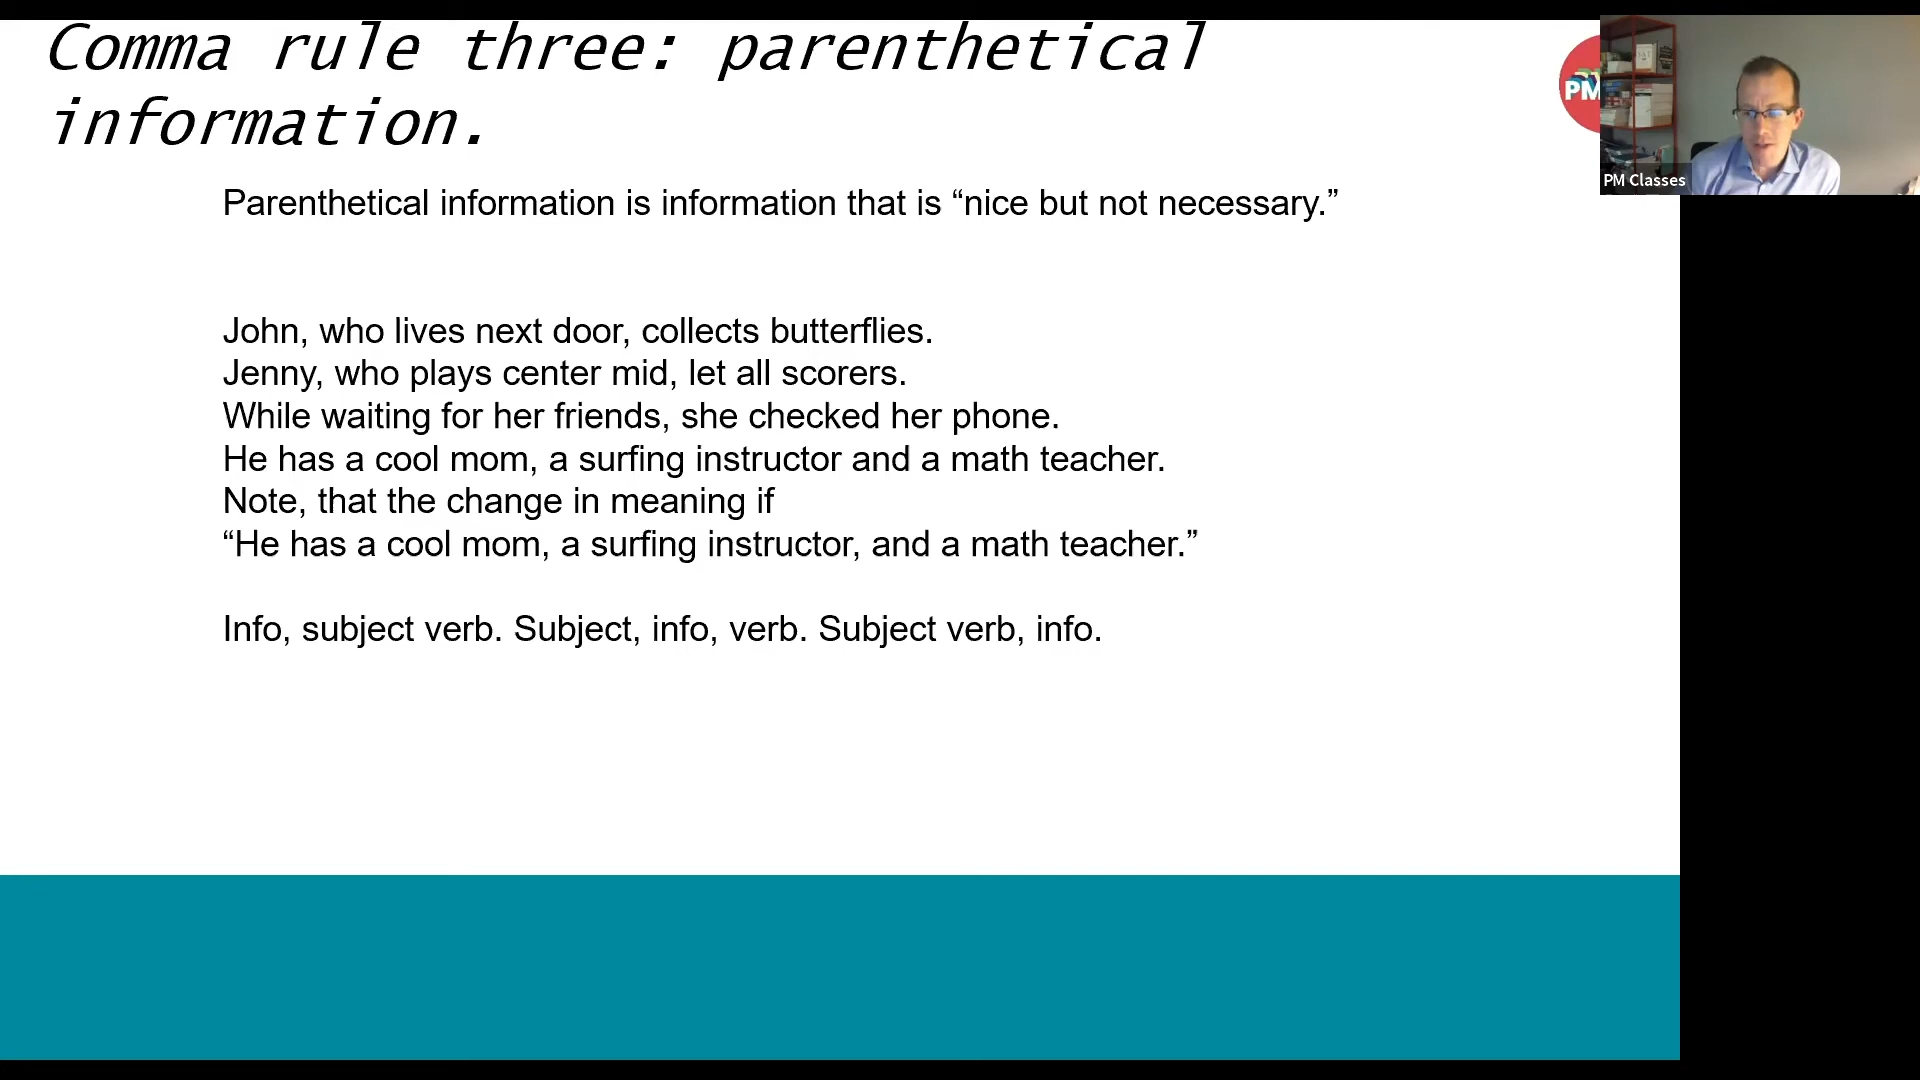 Comma rule three: parenthetical
information.
PM
PM Classes
Parenthetical information is information that is “nice but not necessary.”
John, who lives next door, collects butterflies.
Jenny, who plays center mid, let all scorers.
While waiting for her friends, she checked her phone.
He has a cool mom, a surfing instructor and a math teacher.
Note, that the change in meaning if
“He has a cool mom, a surfing instructor, and a math teacher.”
Info, subject verb. Subject, info, verb. Subject verb, info.